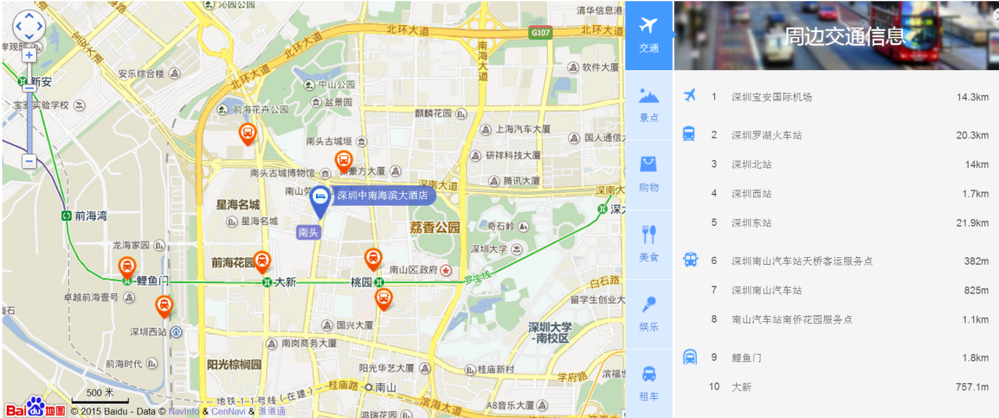 沁园公园
清华信息港
北环大道
G107
北环大道
宝安大道
南海大道
北环大道
安乐综合楼
软件大厦
新安
中山公园
盆景园
宝安实验学校
前海花卉公园
麒麟花园
上海汽车大厦
国人通信
南头古城垣
研祥科技大厦
南头古城博物馆
新豪方大厦
腾讯大厦
深南大道
深南大
南山劳
深圳中南海滨大酒店
星海名城
星海名城
前海湾
深大
荔香公园
奇石岭
南头
龙海家园
深圳大学
前海花园
南山区政府
鲤鱼门
大新
桃园
罗宝线
白石路
卓越前海壹号
留学生创业大
海石
国兴大厦
深圳大学
-南校区
深圳西站
南岗商务大厦
前海时代
阳光棕榈园
阳光华艺大厦
桂庙新村
学府路
滨福世
桂庙路
南山
500 米
地铁11号线(在建)
滨海大道
A8音乐大厦
鸿瑞花园
滨海大
Bai du 地图
© 2015 Baidu - Data © NavInfo & CenNavi & 道道通
交通
景点
购物
美食
娱乐
租车
周边交通信息
1 深圳宝安国际机场 14.3km
2 深圳罗湖火车站 20.3km
3 深圳北站 14km
4 深圳西站 1.7km
5 深圳东站 21.9km
6 深圳南山汽车站天桥客运服务点 382m
7 深圳南山汽车站 825m
8 南山汽车站南侨花园服务点 1.1km
9 鲤鱼门 1.8km
10 大新 757.1m